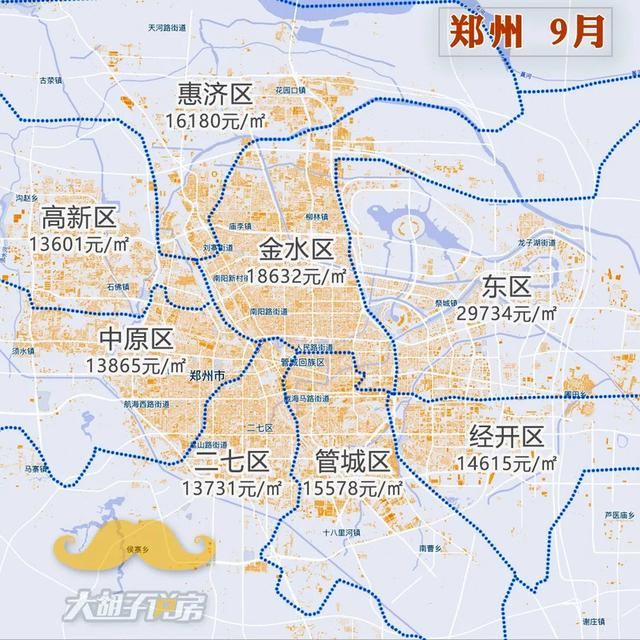 郑州 9月
天河路街道
古荥镇
惠济区
花园口镇
16180元/㎡
黄河
沟赵乡
高新区
13601元/㎡
庙李镇
柳林镇
刘寨街道
金水区
18632元/㎡
龙子湖街道
石佛镇
南阳新村街
东区
29734元/㎡
祭城镇
南阳路街道
须水镇
中原区
13865元/㎡
人民路街道
管城回族区
郑州市
圃田乡
航海西路街道
航海马路街道
二七区
嵩山路街道
马寨镇
二七区
13731元/㎡
管城区
15578元/㎡
经开区
14615元/㎡
芦医庙乡
十八里河镇
侯寨乡
南曹乡
大胡子说房
谢庄镇